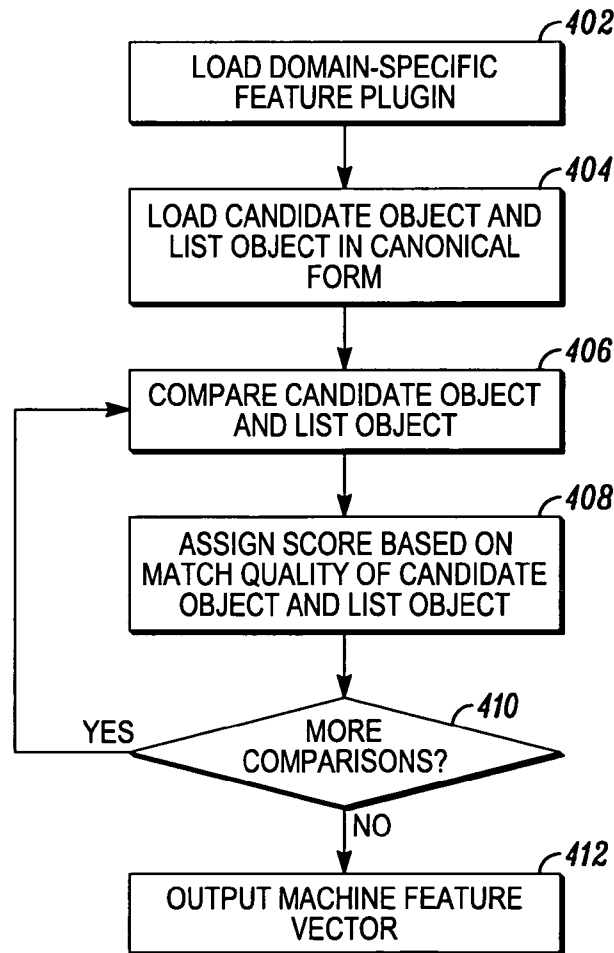 402
LOAD DOMAIN-SPECIFIC
FEATURE PLUGIN
404
LOAD CANDIDATE OBJECT AND
LIST OBJECT IN CANONICAL
FORM
406
COMPARE CANDIDATE OBJECT
AND LIST OBJECT
408
ASSIGN SCORE BASED ON
MATCH QUALITY OF CANDIDATE
OBJECT AND LIST OBJECT
410
YES
MORE
COMPARISONS?
NO
412
OUTPUT MACHINE FEATURE
VECTOR